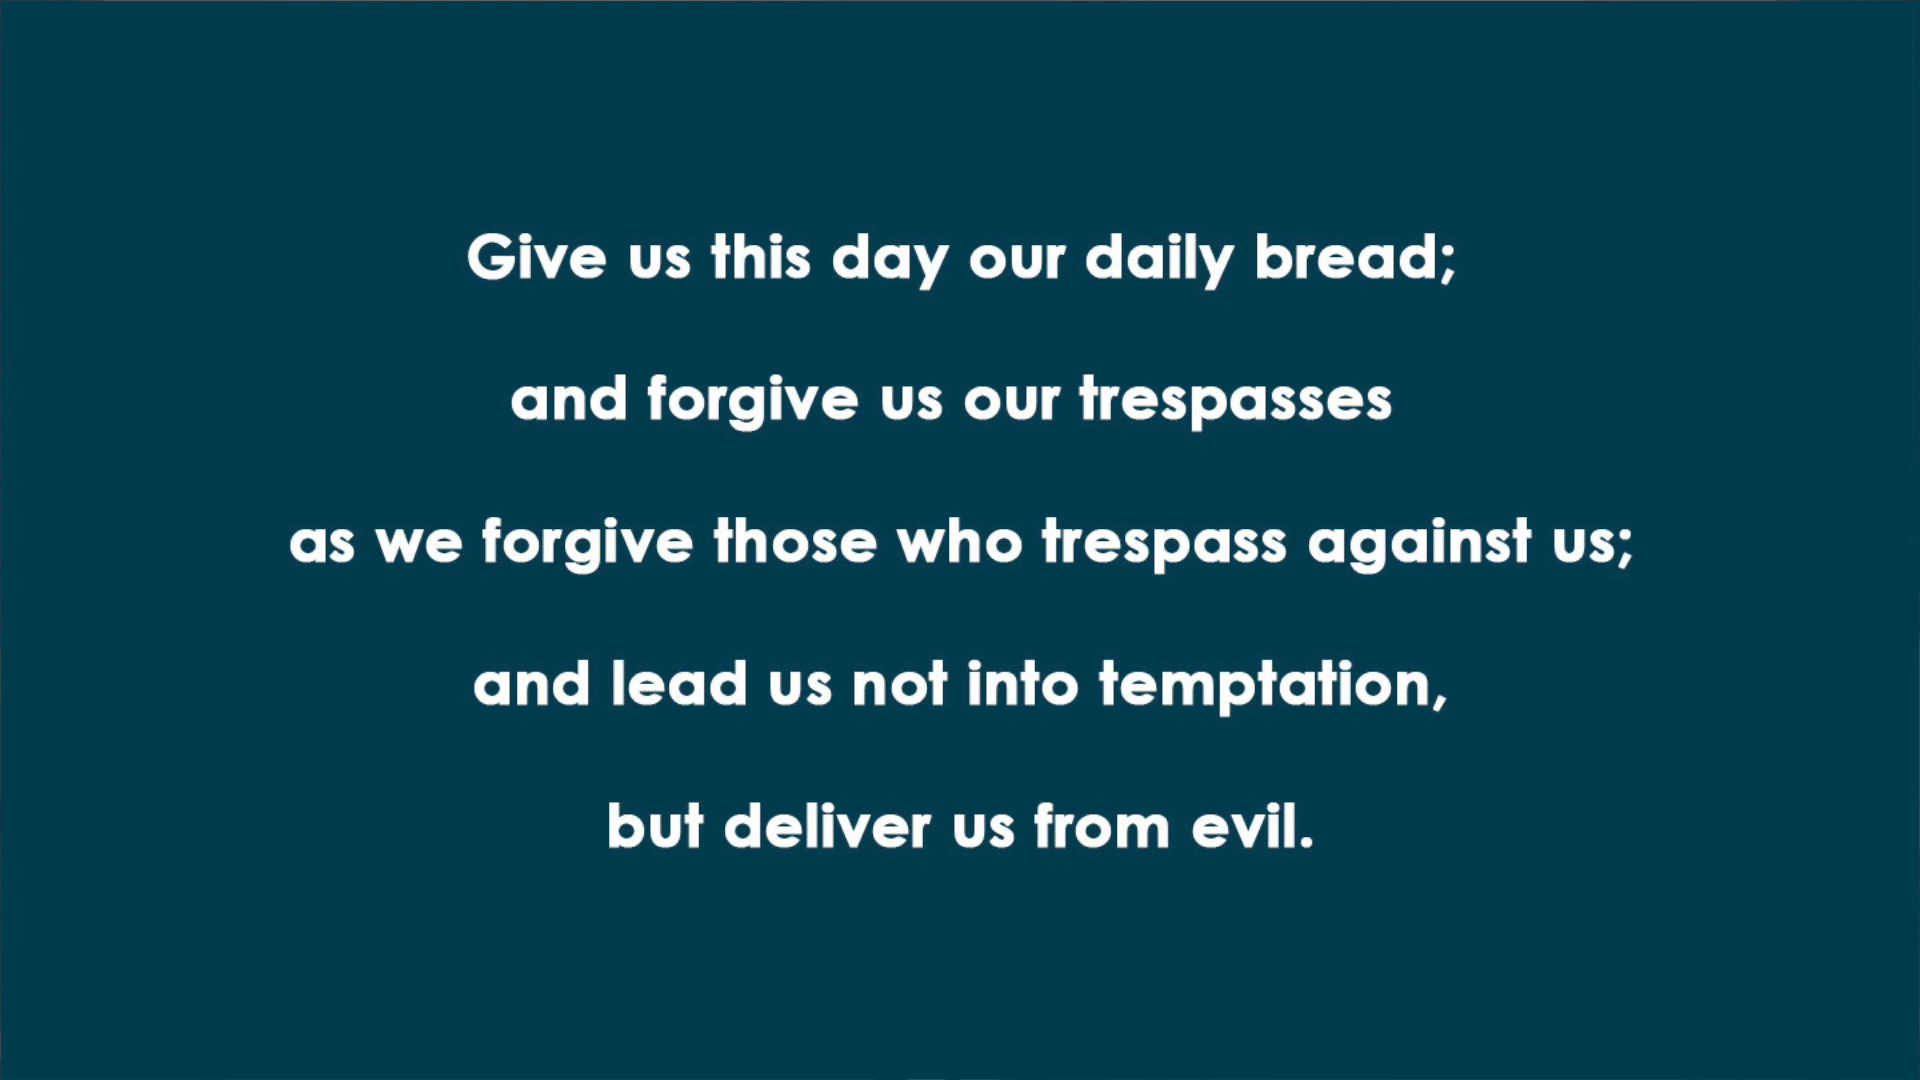 Give us this day our daily bread;
and forgive us our trespasses
as we forgive those who trespass against us;
and lead us not into temptation,
but deliver us from evil.